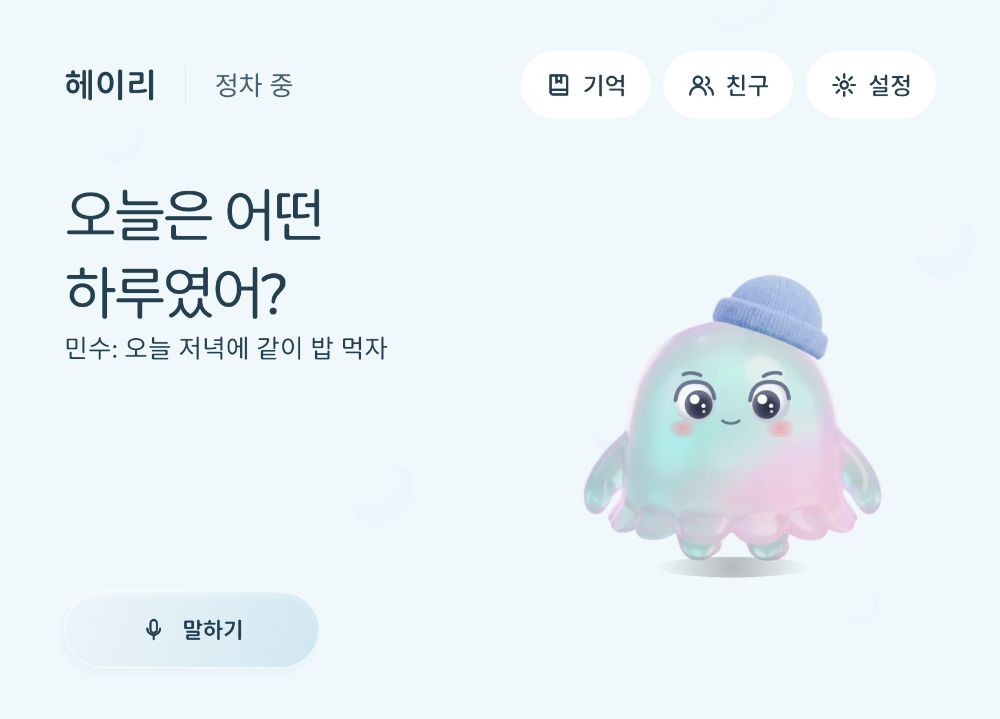 헤이리 정차 중 기억 친구 설정
오늘은 어떤
하루였어?
민수: 오늘 저녁에 같이 밥 먹자
말하기